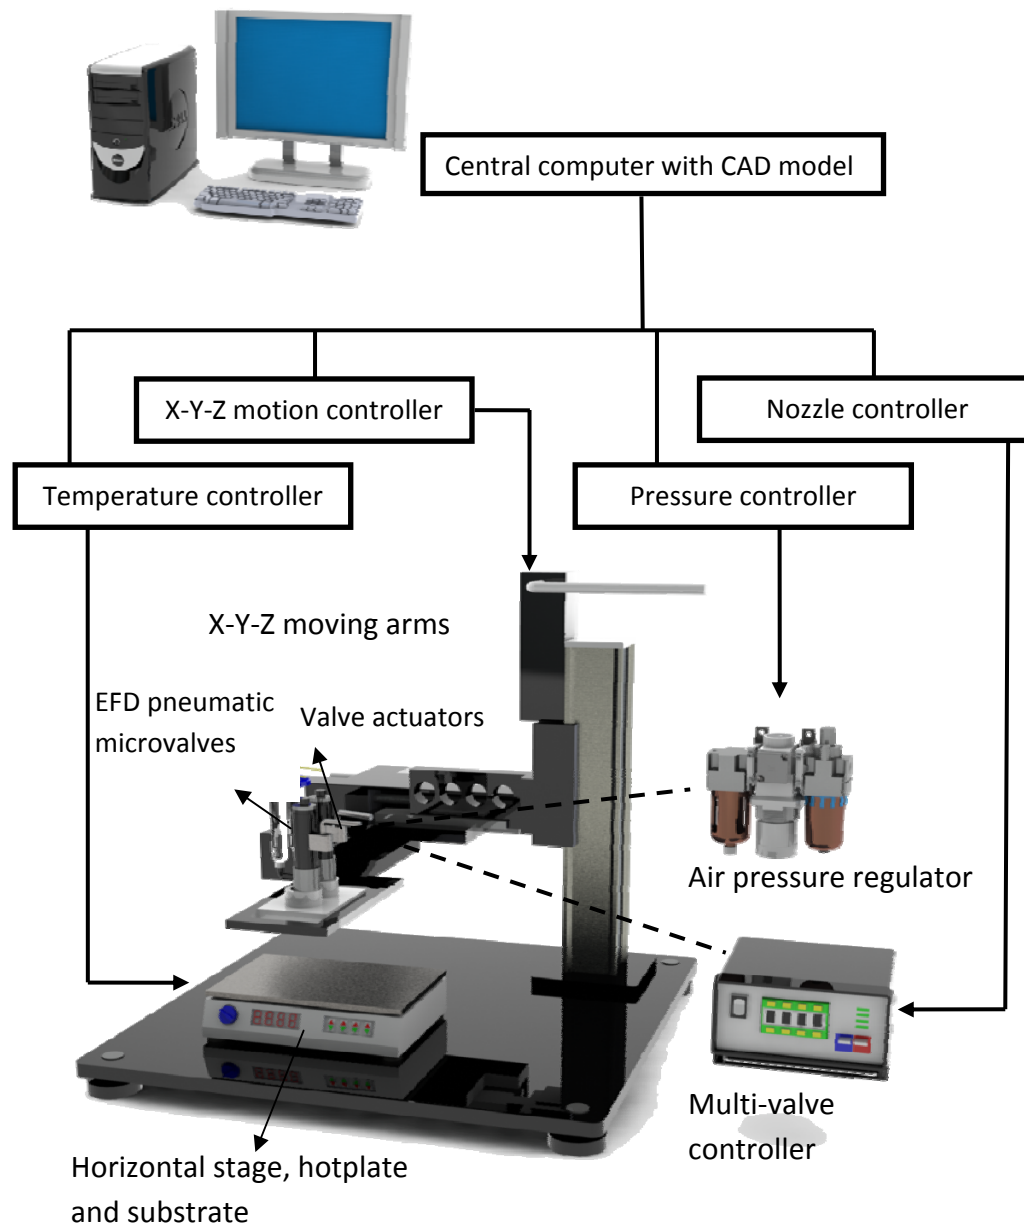 Central computer with CAD model
X-Y-Z motion controller
Nozzle controller
Temperature controller
Pressure controller
X-Y-Z moving arms
EFD pneumatic
microvalves
Valve actuators
Air pressure regulator
Multi-valve
controller
Horizontal stage, hotplate
and substrate